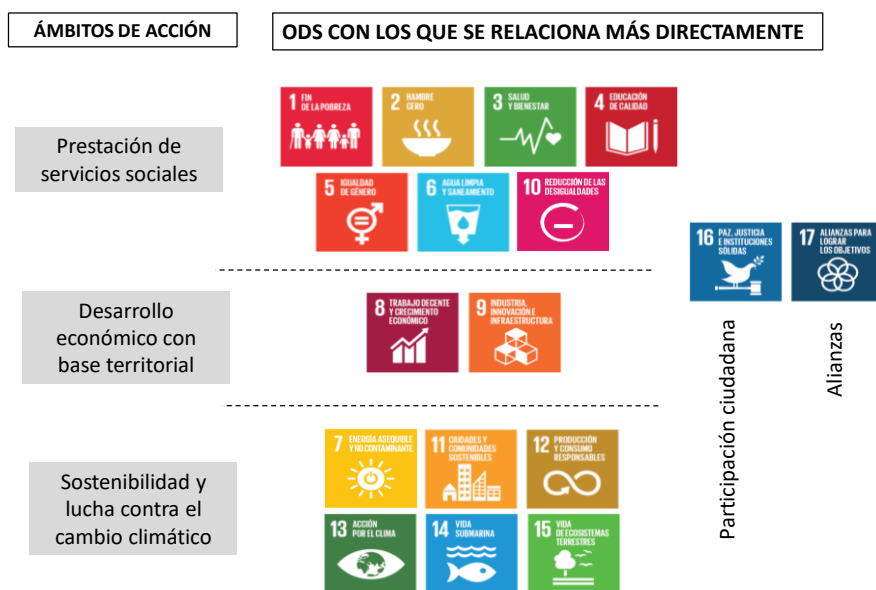 ÁMBITOS DE ACCIÓN
ODS CON LOS QUE SE RELACIONA MÁS DIRECTAMENTE
Prestación de
servicios sociales
1 FIN
DE LA POBREZA
2 HAMBRE
CERO
3 SALUD
Y BIENESTAR
4 EDUCACIÓN
DE CALIDAD
5 IGUALDAD
DE GÉNERO
6 AGUA LIMPIA
Y SANEAMIENTO
10 REDUCCIÓN DE LAS
DESIGUALDADES
Desarrollo
económico con
base territorial
8 TRABAJO DECENTE
Y CRECIMIENTO
ECONÓMICO
9 INDUSTRIA,
INNOVACIÓN E
INFRAESTRUCTURA
Sostenibilidad y
lucha contra el
cambio climático
7 ENERGÍA ASEQUIBLE
Y NO CONTAMINANTE
11 CIUDADES Y
COMUNIDADES
SOSTENIBLES
12 PRODUCCIÓN
Y CONSUMO
RESPONSABLES
13 ACCIÓN
POR EL CLIMA
14 VIDA
SUBMARINA
15 VIDA
DE ECOSISTEMAS
TERRESTRES
16 PAZ, JUSTICIA
E INSTITUCIONES
SÓLIDAS
17 ALIANZAS PARA
LOGRAR
LOS OBJETIVOS
Participación ciudadana
Alianzas